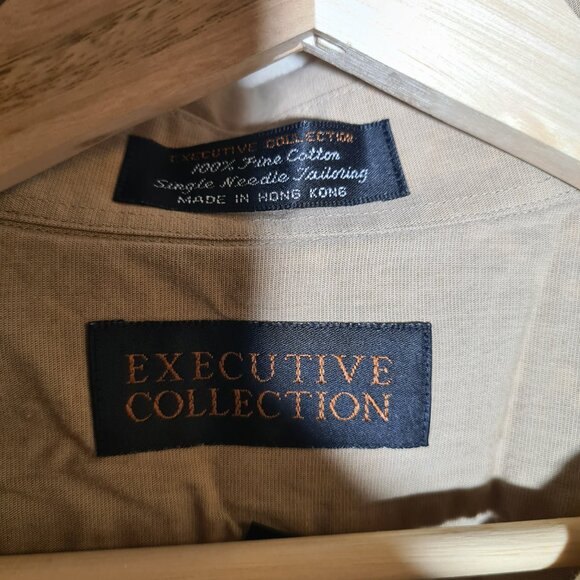 EXECUTIVE COLLECTION
100% Fine Cotton
Single Needle Tailoring
MADE IN HONG KONG
EXECUTIVE
COLLECTION